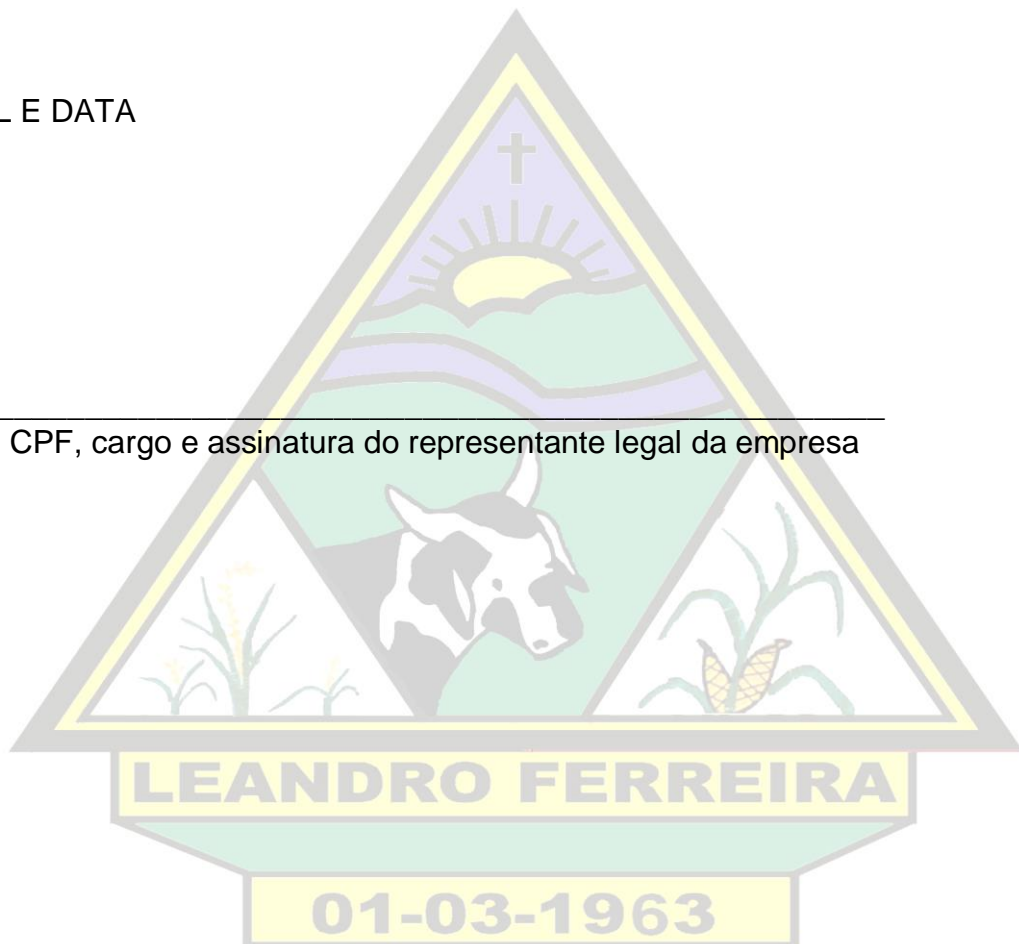 L E DATA
CPF, cargo e assinatura do representante legal da empresa
LEANDRO FERREIRA
01-03-1963